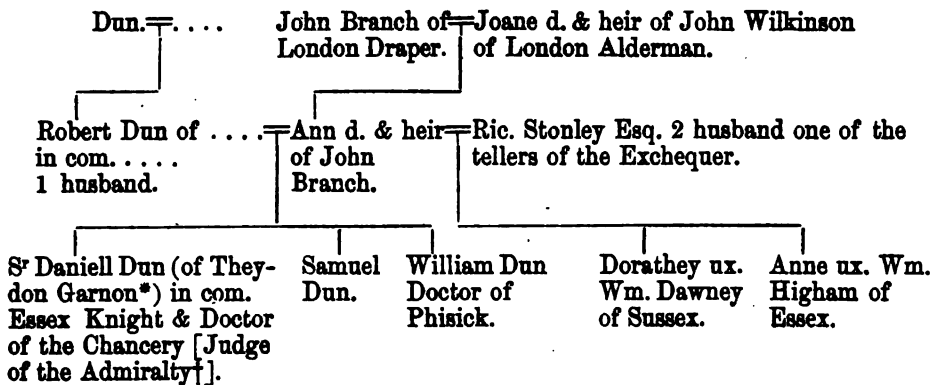 Dun. . . . .
John Branch of London Draper.
Joane d. & heir of John Wilkinson
of London Alderman.
Robert Dun of . . . .
in com. . . . .
1 husband.
Ann d. & heir
of John
Branch.
Ric. Stonley Esq. 2 husband one of the
tellers of the Exchequer.
Sr Daniell Dun (of They-
don Garnon*) in com.
Essex Knight & Doctor
of the Chancery [Judge
of the Admiralty†].
Samuel
Dun.
William Dun
Doctor of
Phisick.
Dorathey ux.
Wm. Dawney
of Sussex.
Anne ux. Wm.
Higham of
Essex.